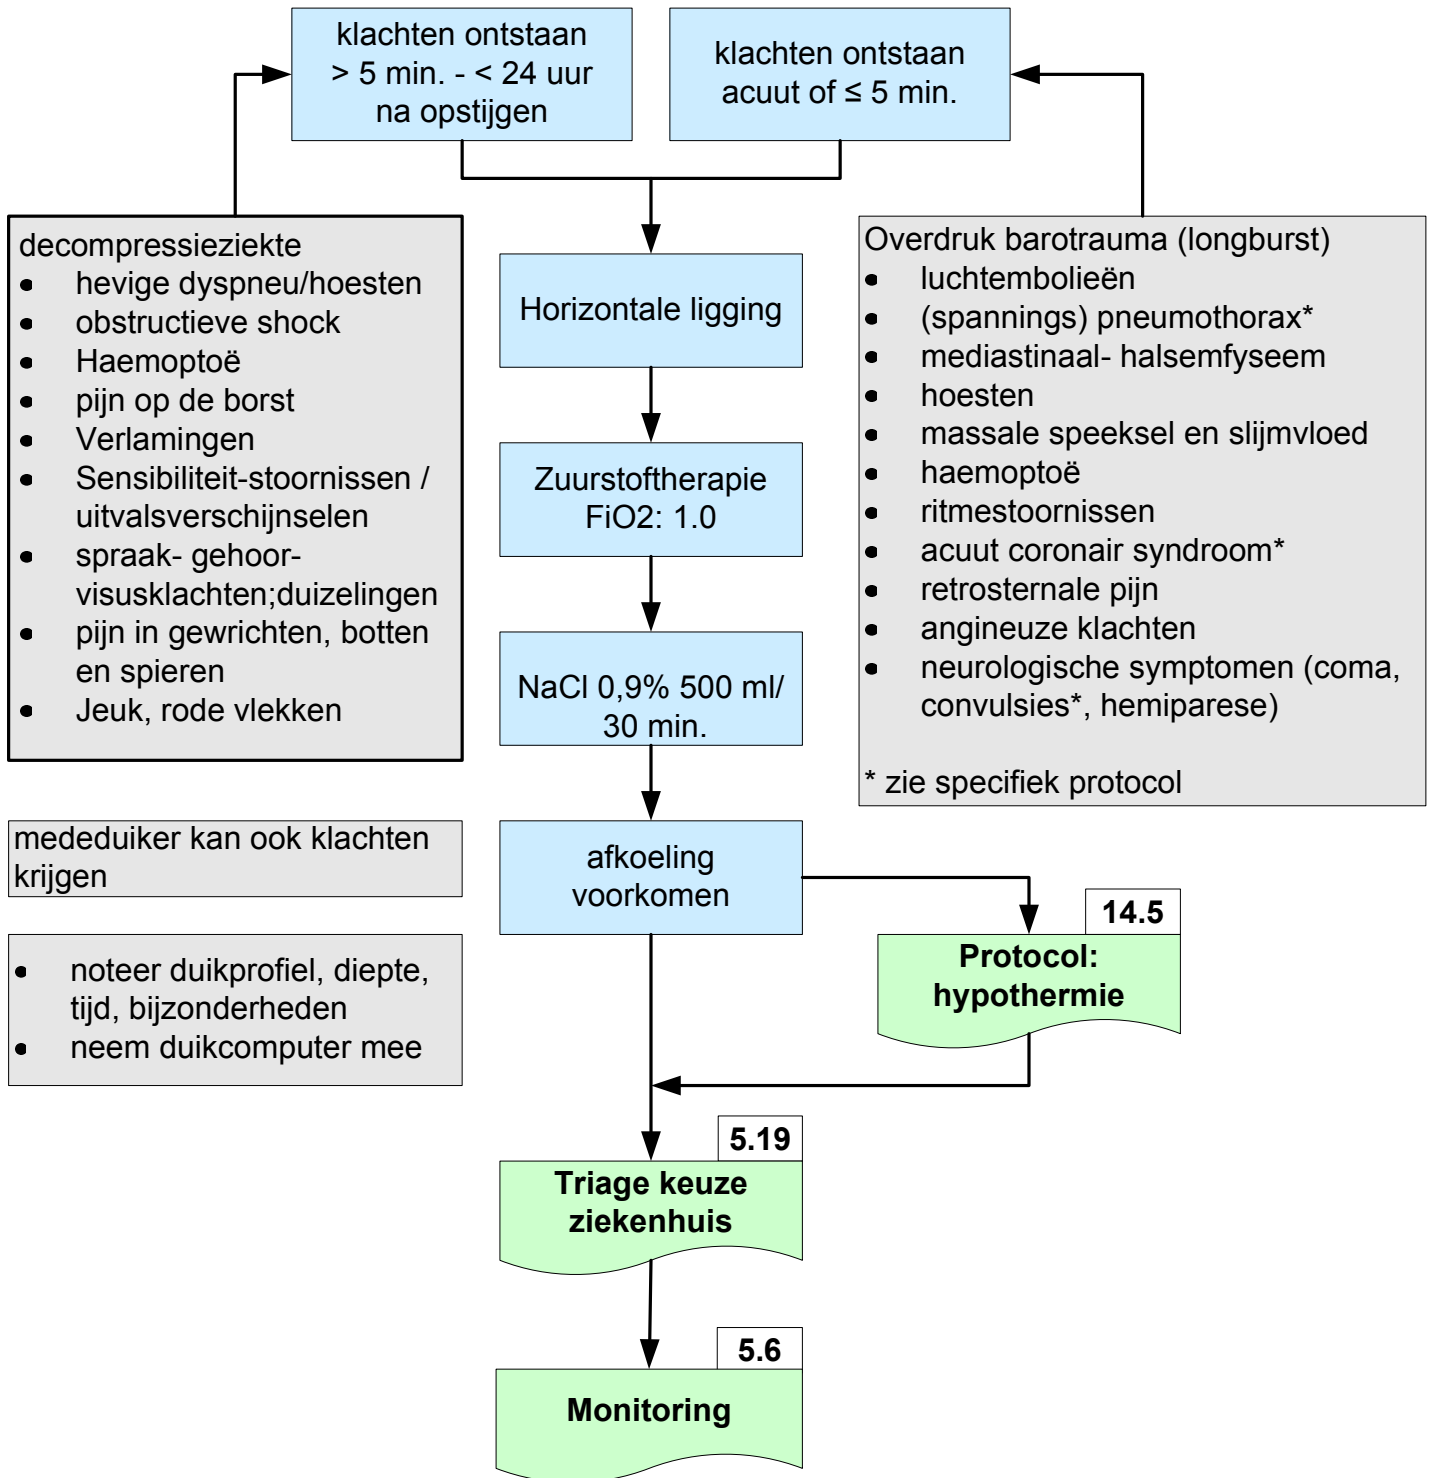 klachten ontstaan
> 5 min. - < 24 uur
na opstijgen
klachten ontstaan
acuut of ≤ 5 min.
decompressieziekte
• hevige dyspneu/hoesten
• obstructieve shock
• Haemoptoë
• pijn op de borst
• Verlamingen
• Sensibiliteit-stoornissen /
uitvalsverschijnselen
• spraak- gehoor-
visusklachten;duizelingen
• pijn in gewrichten, botten
en spieren
• Jeuk, rode vlekken
Horizontale ligging
Zuurstoftherapie
FiO2: 1.0
NaCl 0,9% 500 ml/
30 min.
Overdruk barotrauma (longburst)
• luchtembolieën
• (spannings) pneumothorax*
• mediastinaal- halsemfyseem
• hoesten
• massale speeksel en slijmvloed
• haemoptoë
• ritmestoornissen
• acuut coronair syndroom*
• retrosternale pijn
• angineuze klachten
• neurologische symptomen (coma,
convulsies*, hemiparese)
* zie specifiek protocol
mededuiker kan ook klachten
krijgen
afkoeling
voorkomen
• noteer duikprofiel, diepte,
tijd, bijzonderheden
• neem duikcomputer mee
14.5
Protocol:
hypothermie
5.19
Triage keuze
ziekenhuis
5.6
Monitoring